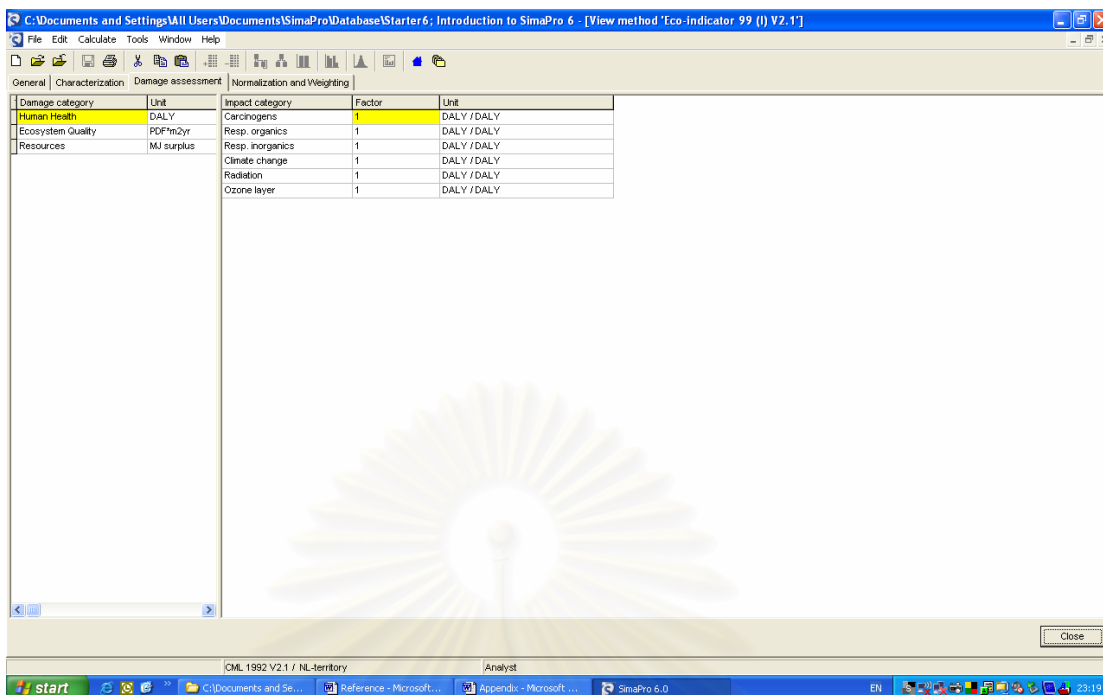 C:\Documents and Settings\All Users\Documents\SimaPro\Database\Starter6; Introduction to SimaPro 6 - [View method 'Eco-indicator 99 (I) V2.1']
File Edit Calculate Tools Window Help
General Characterization Damage assessment Normalization and Weighting
Damage category Unit Impact category Factor Unit
Human Health DALY Carcinogens 1 DALY / DALY
Ecosystem Quality PDF*m2yr Resp. organics 1 DALY / DALY
Resources MJ surplus Resp. inorganics 1 DALY / DALY
Climate change 1 DALY / DALY
Radiation 1 DALY / DALY
Ozone layer 1 DALY / DALY
Close
CML 1992 V2.1 / NL-territory Analyst
start C:\Documents and Se... Reference - Microsoft... Appendix - Microsoft ... SimaPro 6.0 EN 23:19